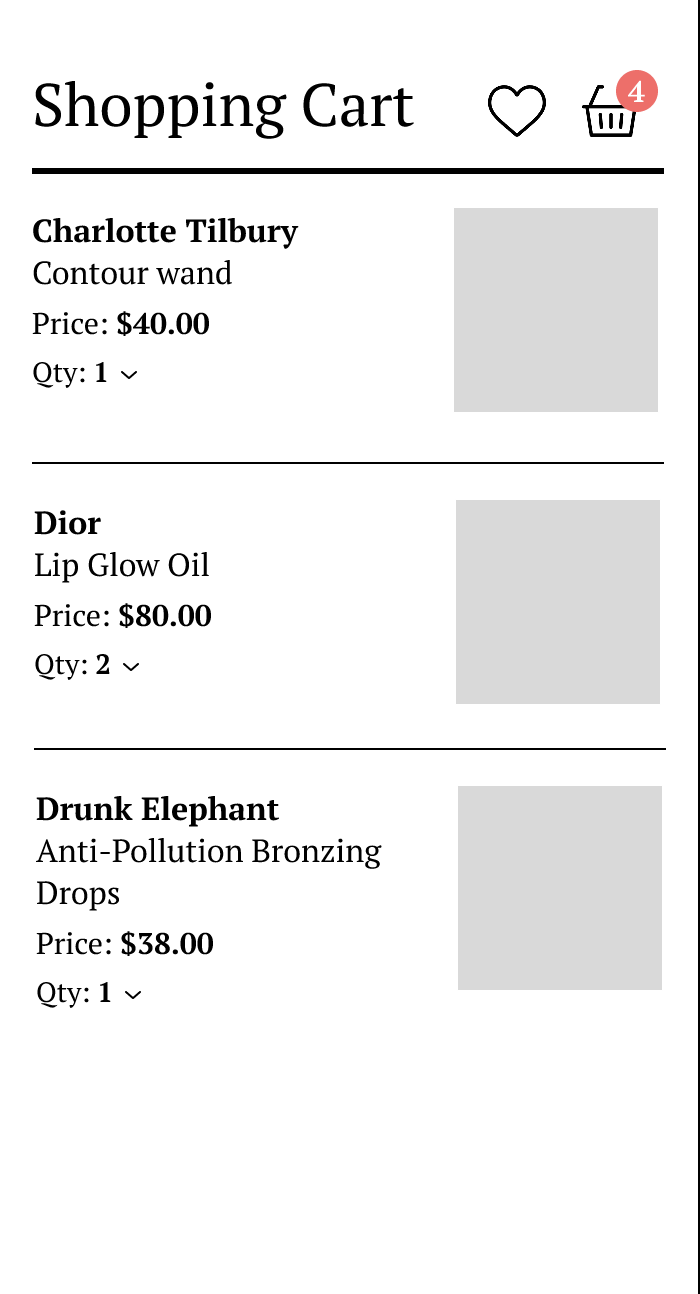 Shopping Cart
4
Charlotte Tilbury
Contour wand
Price: $40.00
Qty: 1
Dior
Lip Glow Oil
Price: $80.00
Qty: 2
Drunk Elephant
Anti-Pollution Bronzing
Drops
Price: $38.00
Qty: 1